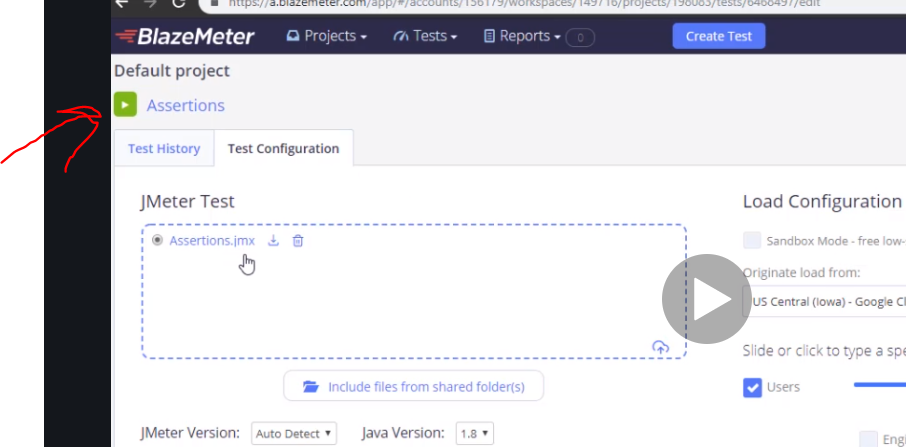 https://a.blazemeter.com/app/#/accounts/156179/workspaces/149716/projects/198083/tests/6468497/edit
BlazeMeter Projects Tests Reports 0 Create Test
Default project
Assertions
Test History Test Configuration
JMeter Test
Load Configuration
Assertions.jmx
Sandbox Mode - free low-
Originate load from:
US Central (Iowa) - Google Cl
Slide or click to type a spe
Include files from shared folder(s)
Users
JMeter Version: Auto Detect Java Version: 1.8
Engi